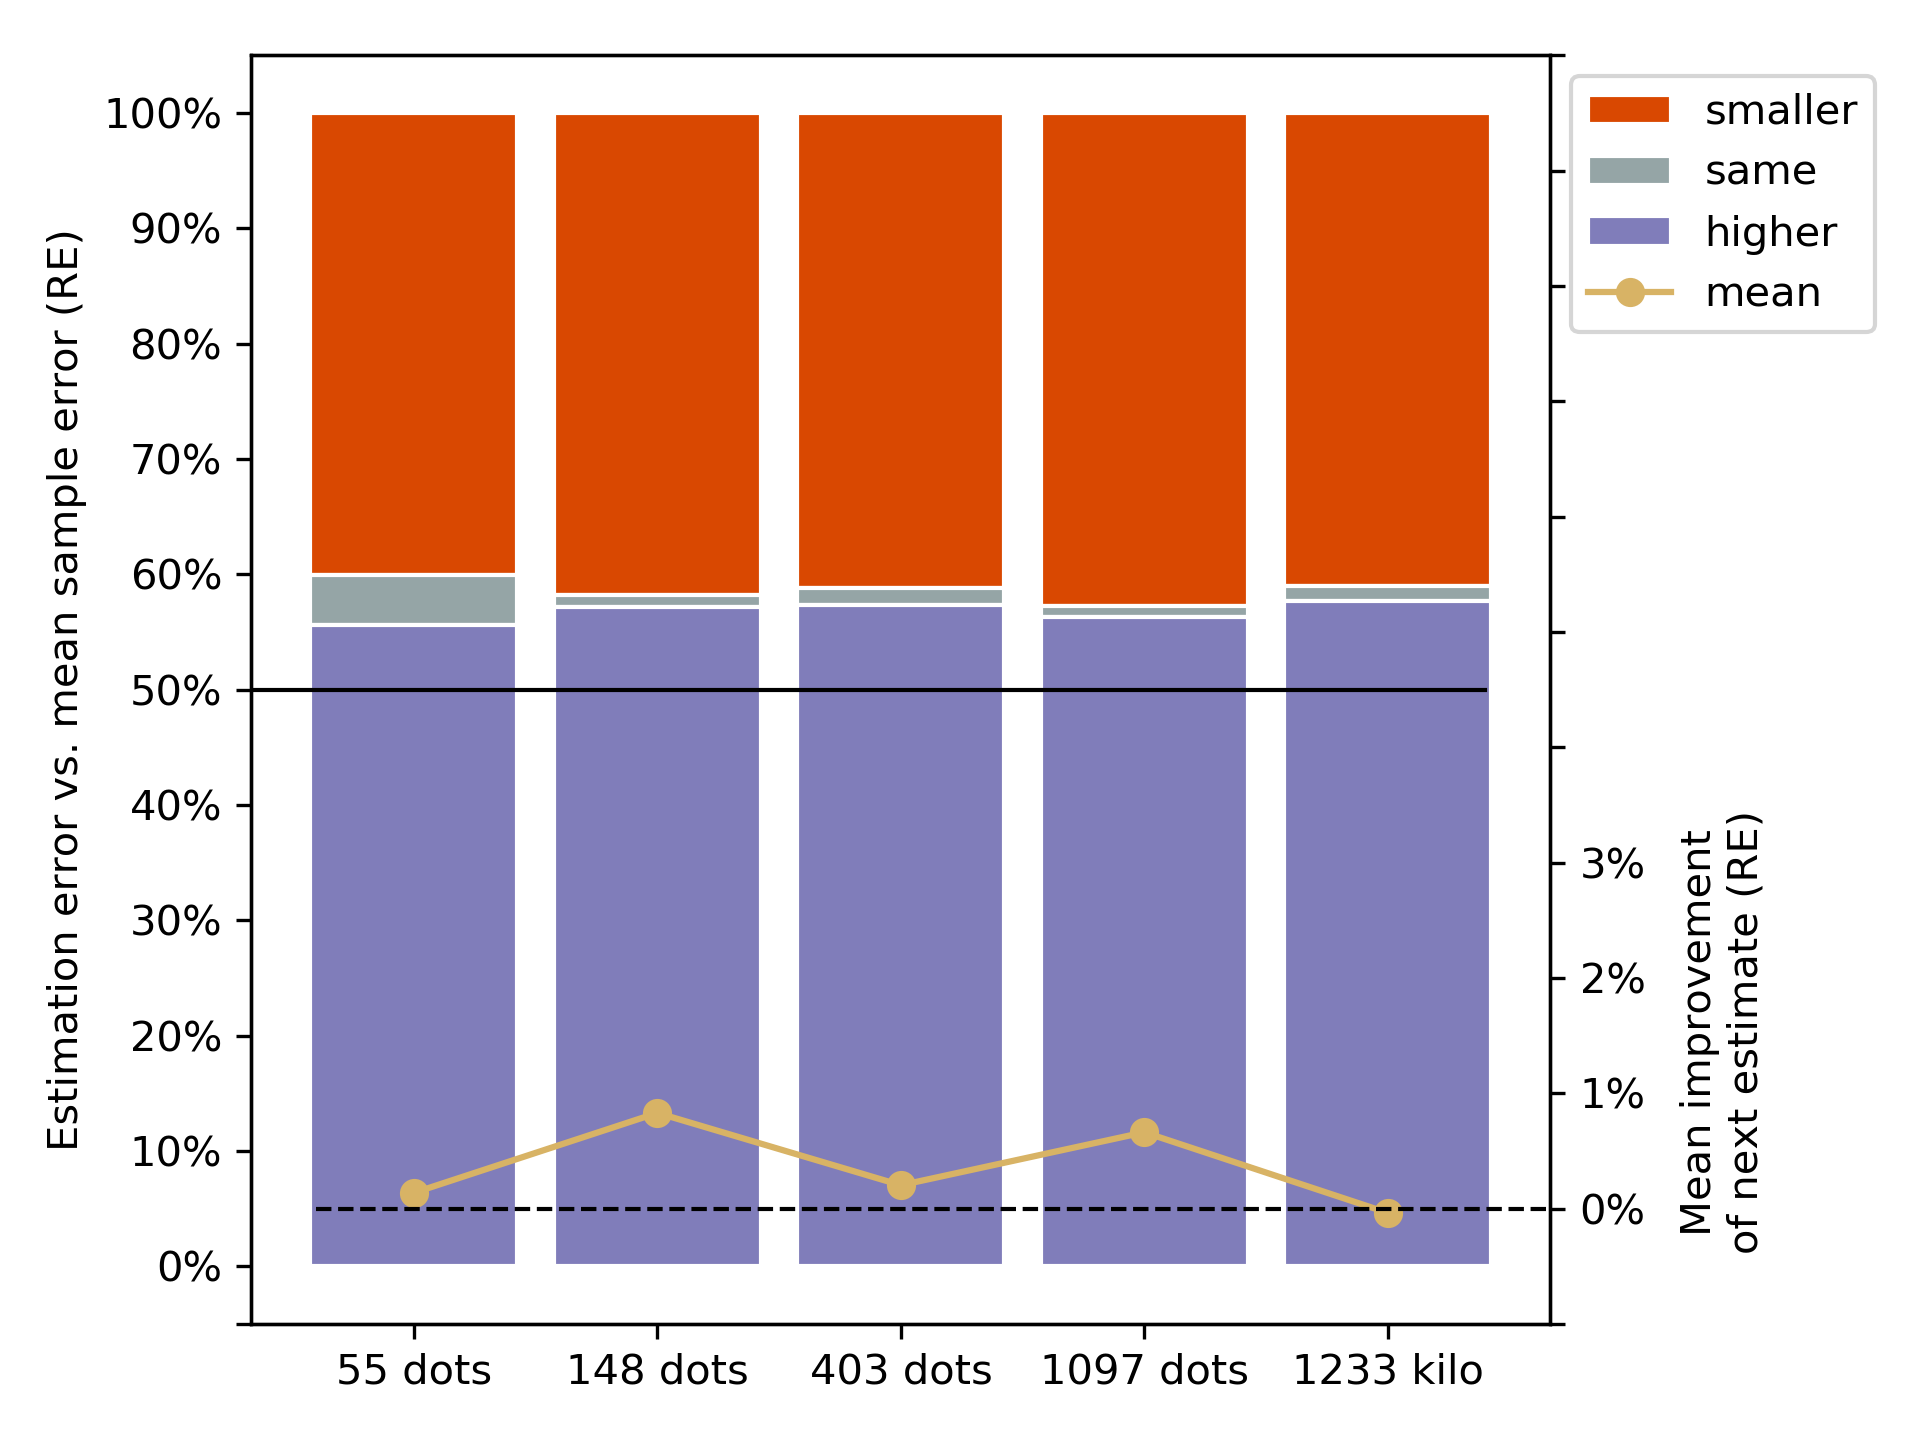 Estimation error vs. mean sample error (RE)
100%
90%
80%
70%
60%
50%
40%
30%
20%
10%
0%
55 dots
148 dots
403 dots
1097 dots
1233 kilo
smaller
same
higher
mean
3%
2%
1%
0%
Mean improvement
of next estimate (RE)